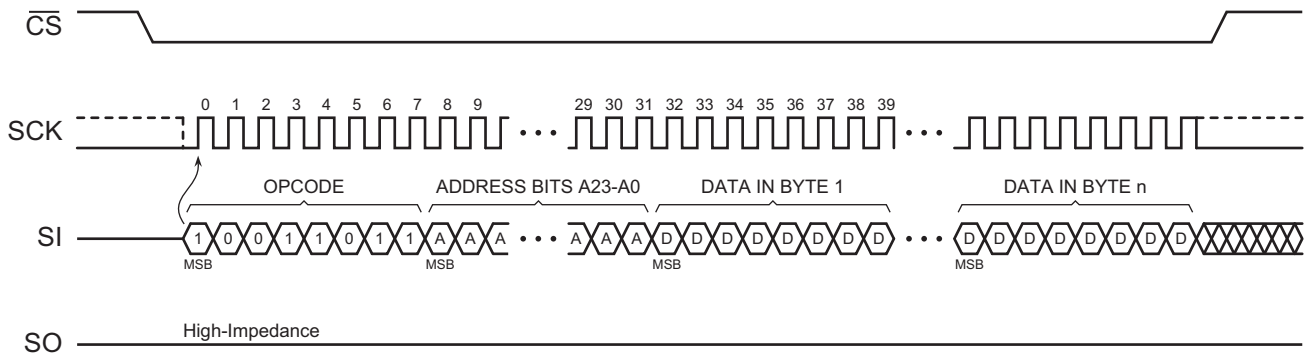 CS
0 1 2 3 4 5 6 7 8 9 29 30 31 32 33 34 35 36 37 38 39
SCK
OPCODE ADDRESS BITS A23-A0 DATA IN BYTE 1 DATA IN BYTE n
SI 1 0 0 1 1 0 1 1 A A A A A A D D D D D D D D D D D D D D D D
MSB MSB MSB MSB
High-Impedance
SO